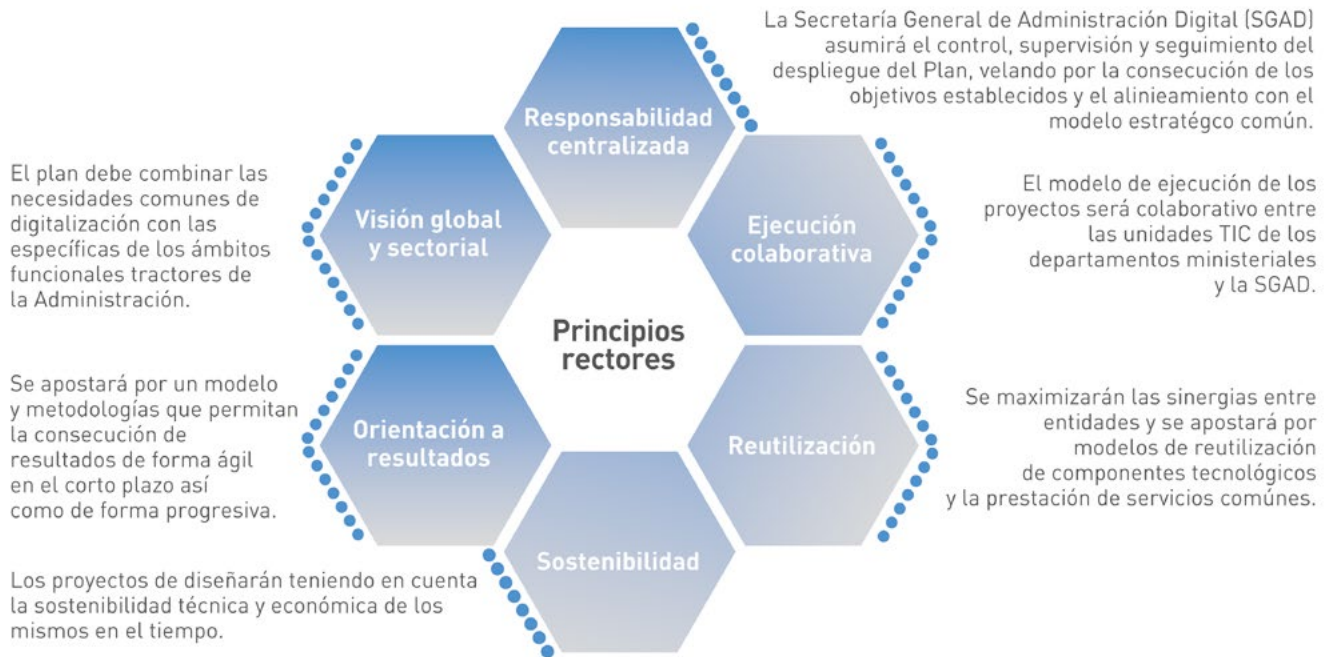 La Secretaría General de Administración Digital (SGAD)
asumirá el control, supervisión y seguimiento del
despliegue del Plan, velando por la consecución de los
objetivos establecidos y el alinieamiento con el
modelo estratégco común.
Responsabilidad
centralizada
El plan debe combinar las
necesidades comunes de
digitalización con las
específicas de los ámbitos
funcionales tractores de
la Administración.
Visión global
y sectorial
Ejecución
colaborativa
El modelo de ejecución de los
proyectos será colaborativo entre
las unidades TIC de los
departamentos ministeriales
y la SGAD.
Principios
rectores
Se apostará por un modelo
y metodologías que permitan
la consecución de
resultados de forma ágil
en el corto plazo así
como de forma progresiva.
Orientación a
resultados
Reutilización
Se maximizarán las sinergias entre
entidades y se apostará por
modelos de reutilización
de componentes tecnológicos
y la prestación de servicios comúnes.
Sostenibilidad
Los proyectos de diseñarán teniendo en cuenta
la sostenibilidad técnica y económica de los
mismos en el tiempo.